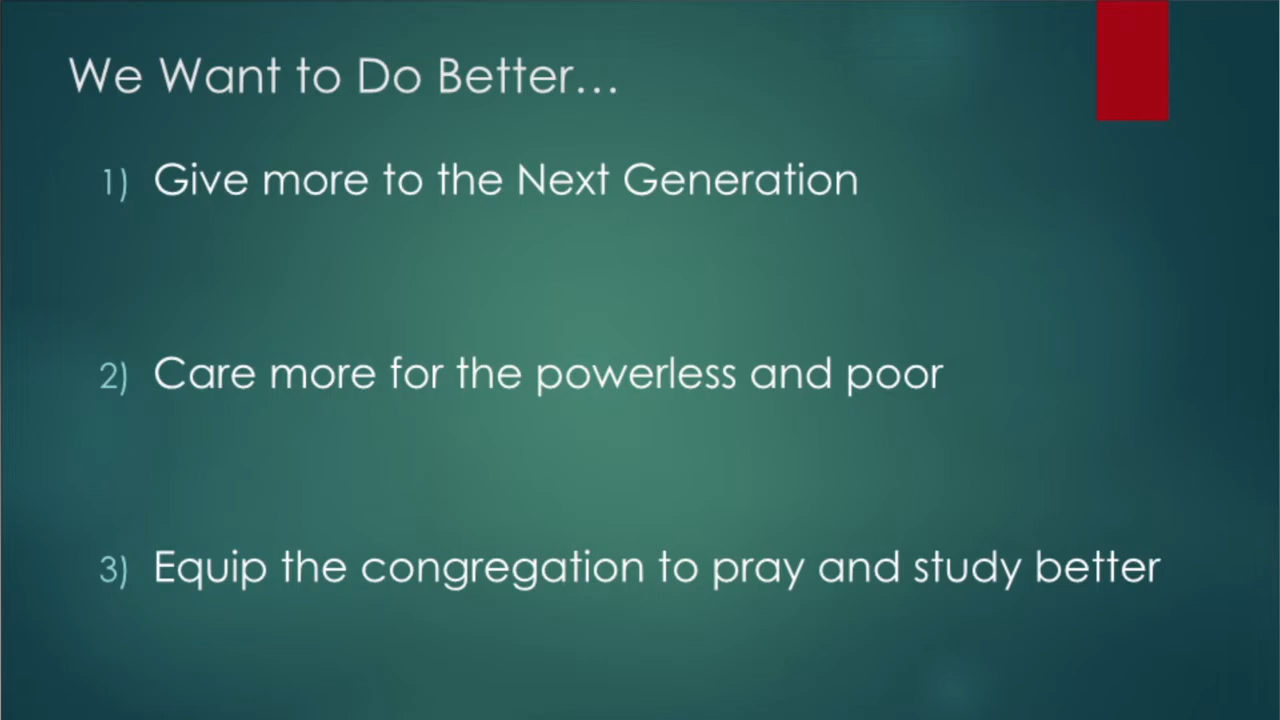 We Want to Do Better...
1) Give more to the Next Generation
2) Care more for the powerless and poor
3) Equip the congregation to pray and study better